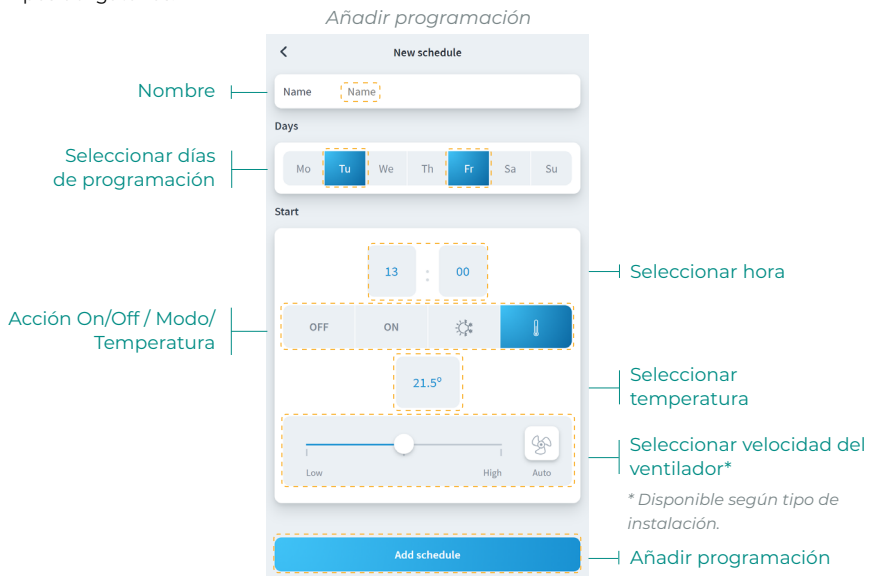 Añadir programación
New schedule
Nombre
Name Name
Days
Seleccionar días
de programación
Mo Tu We Th Fr Sa Su
Start
13 : 00
Seleccionar hora
Acción On/Off / Modo/
Temperatura
OFF ON
21.5º
Seleccionar
temperatura
Seleccionar velocidad del
ventilador*
Low High Auto
* Disponible según tipo de
instalación.
Add schedule
Añadir programación